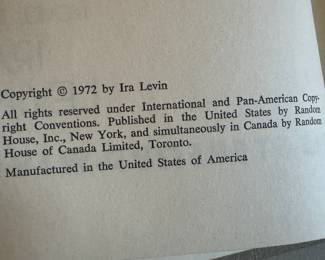 Copyright © 1972 by Ira Levin
All rights reserved under International and Pan-American Copy-
right Conventions. Published in the United States by Random
House, Inc., New York, and simultaneously in Canada by Random
House of Canada Limited, Toronto.
Manufactured in the United States of America